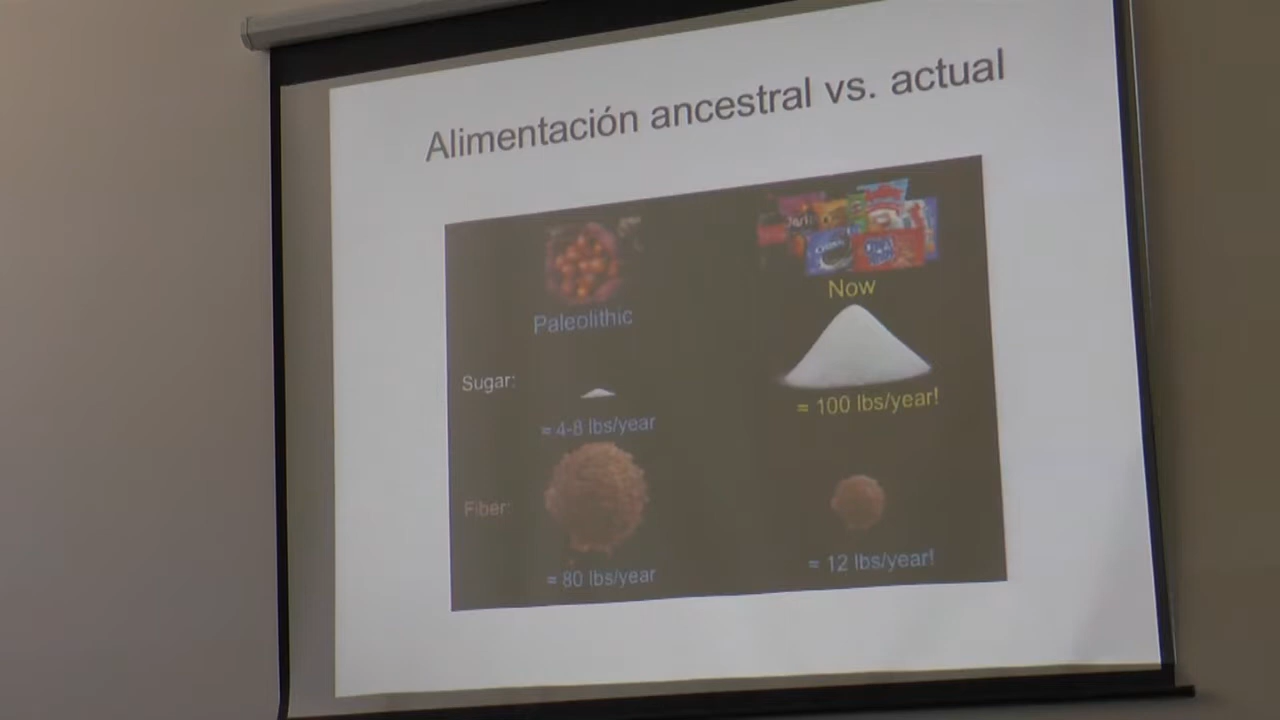 Alimentación ancestral vs. actual
Paleolithic
Now
Sugar:
≈ 4-8 lbs/year
≈ 100 lbs/year!
Fiber:
≈ 80 lbs/year
≈ 12 lbs/year!